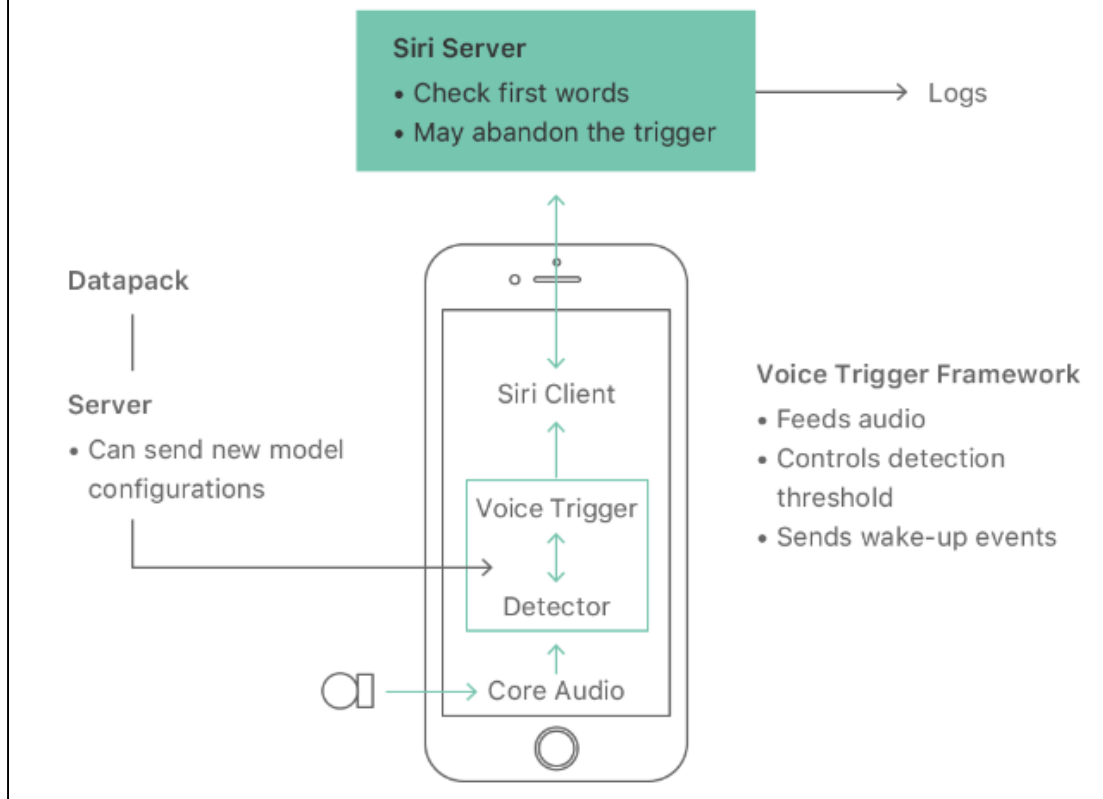 Siri Server
• Check first words
• May abandon the trigger
Logs
Datapack
Server
• Can send new model
configurations
Siri Client
Voice Trigger
Detector
Core Audio
Voice Trigger Framework
• Feeds audio
• Controls detection
threshold
• Sends wake-up events